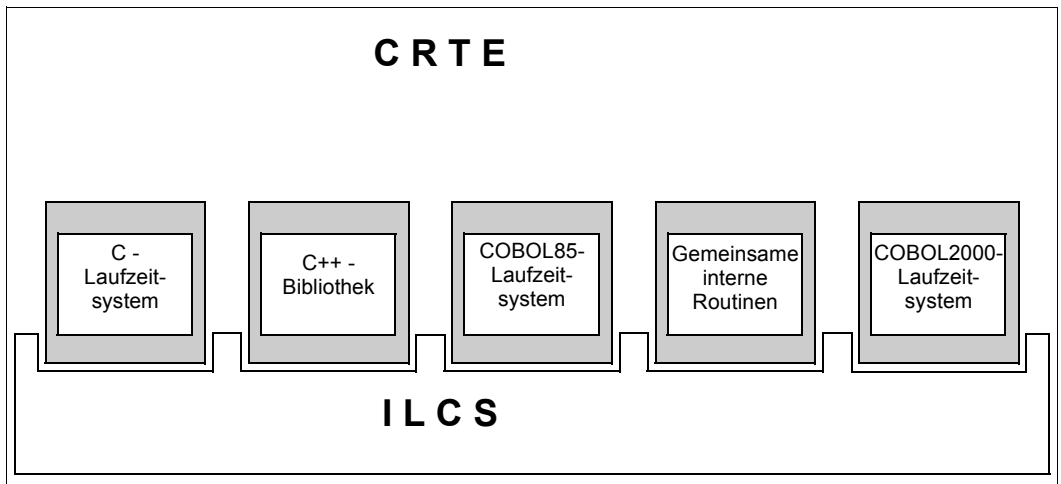 C R T E
C -
Laufzeit-
system
C++ -
Bibliothek
COBOL85-
Laufzeit-
system
Gemeinsame
interne
Routinen
COBOL2000-
Laufzeit-
system
I L C S